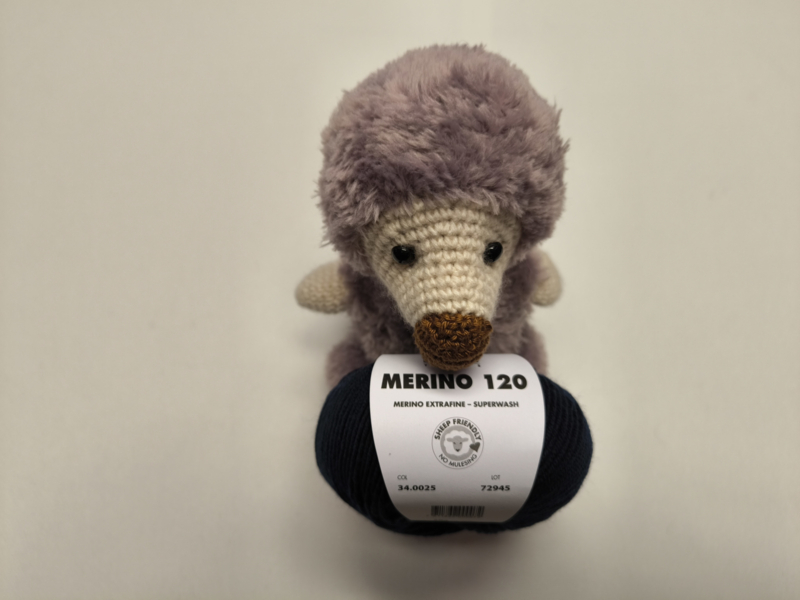 MERINO 120
MERINO EXTRAFINE – SUPERWASH
SHEEP FRIENDLY
NO MULESING
COL LOT
34.0025 72945